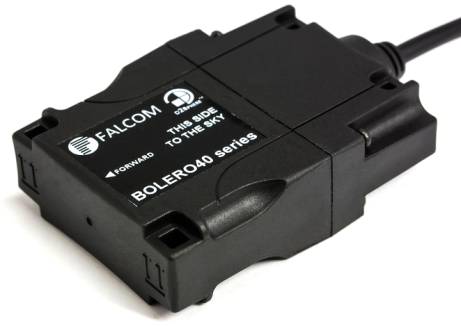 FALCOM
THIS SIDE
TO THE SKY
FORWARD
BOLERO40 series